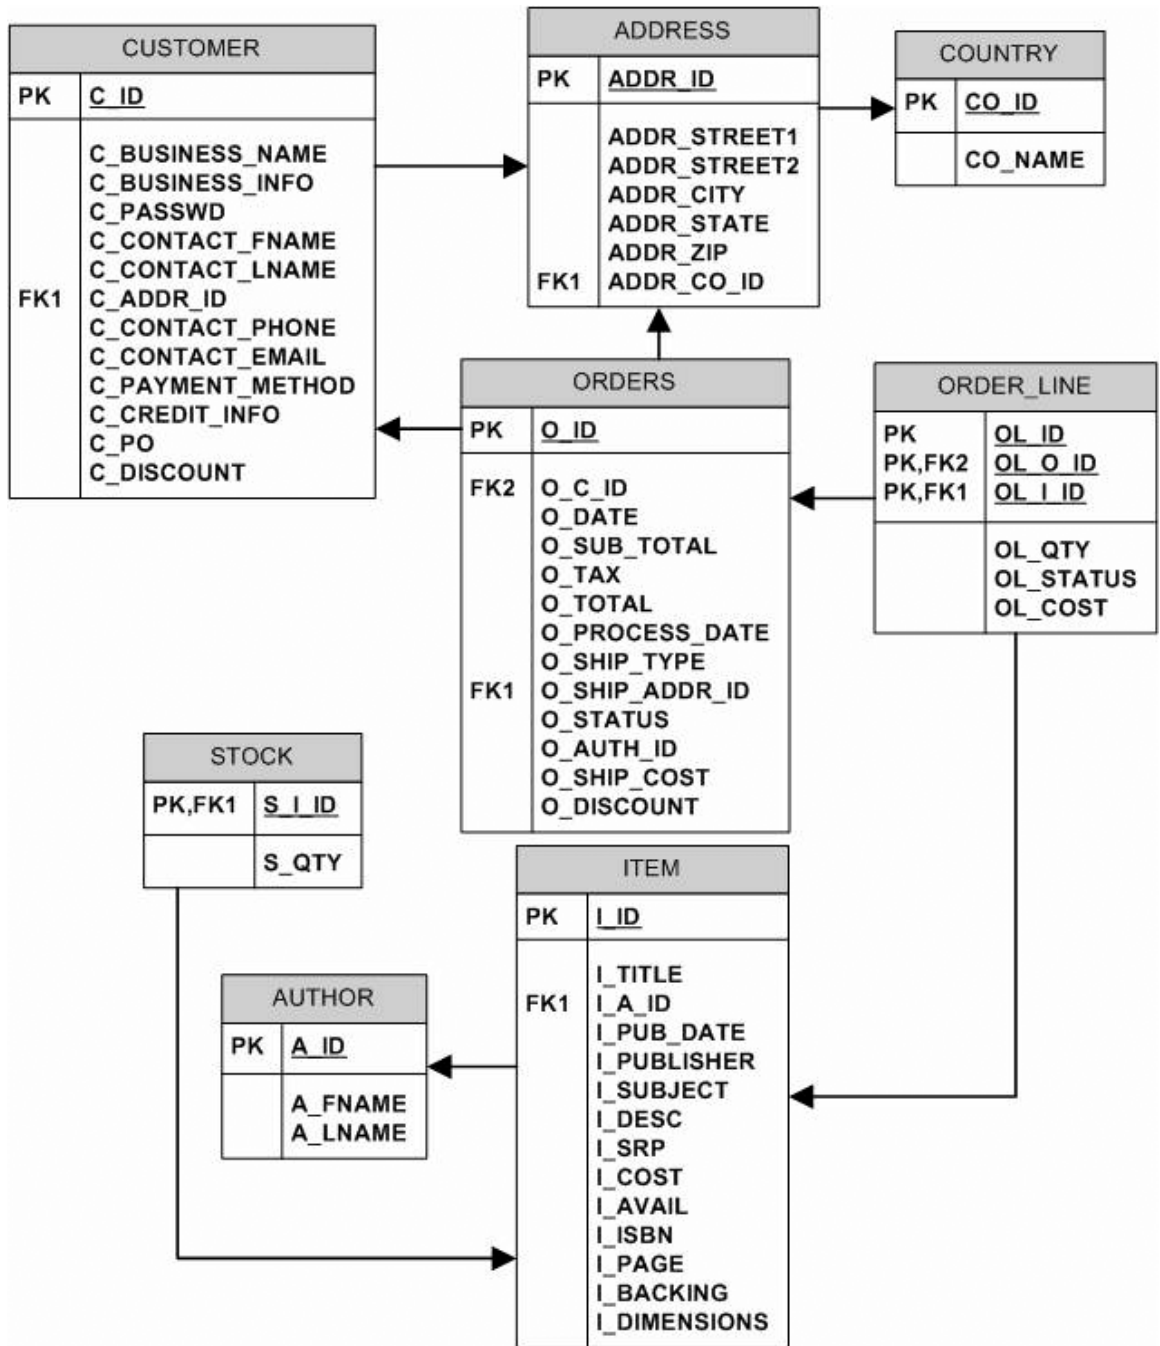 CUSTOMER
PK C_ID
C_BUSINESS_NAME
C_BUSINESS_INFO
C_PASSWD
C_CONTACT_FNAME
C_CONTACT_LNAME
FK1 C_ADDR_ID
C_CONTACT_PHONE
C_CONTACT_EMAIL
C_PAYMENT_METHOD
C_CREDIT_INFO
C_PO
C_DISCOUNT
ADDRESS
PK ADDR_ID
ADDR_STREET1
ADDR_STREET2
ADDR_CITY
ADDR_STATE
ADDR_ZIP
FK1 ADDR_CO_ID
COUNTRY
PK CO_ID
CO_NAME
ORDERS
PK O_ID
FK2 O_C_ID
O_DATE
O_SUB_TOTAL
O_TAX
O_TOTAL
O_PROCESS_DATE
O_SHIP_TYPE
FK1 O_SHIP_ADDR_ID
O_STATUS
O_AUTH_ID
O_SHIP_COST
O_DISCOUNT
ORDER_LINE
PK OL_ID
PK,FK2 OL_O_ID
PK,FK1 OL_I_ID
OL_QTY
OL_STATUS
OL_COST
STOCK
PK,FK1 S_I_ID
S_QTY
AUTHOR
PK A_ID
A_FNAME
A_LNAME
ITEM
PK I_ID
I_TITLE
FK1 I_A_ID
I_PUB_DATE
I_PUBLISHER
I_SUBJECT
I_DESC
I_SRP
I_COST
I_AVAIL
I_ISBN
I_PAGE
I_BACKING
I_DIMENSIONS